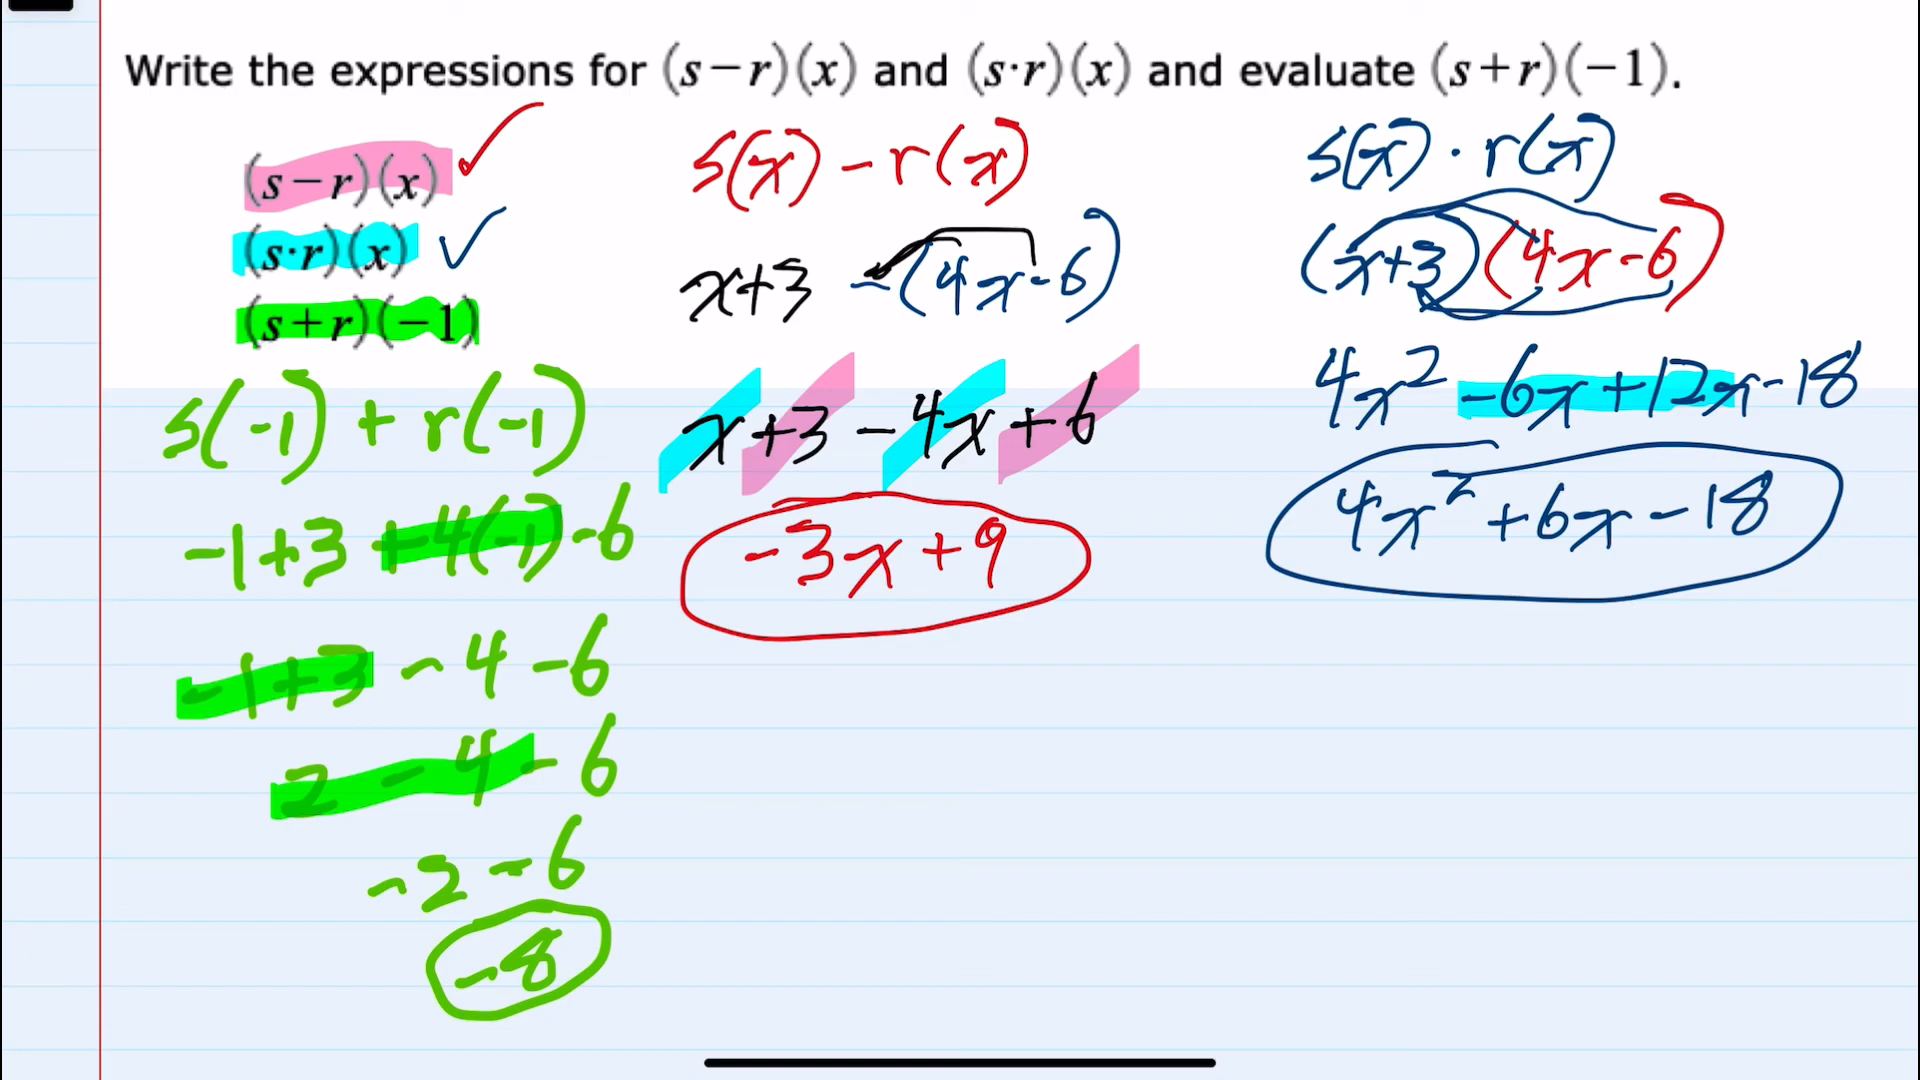 Write the expressions for (s−r)(x) and (s·r)(x) and evaluate (s+r)(−1).
(s−r)(x) ✓
(s·r)(x) ✓
(s+r)(−1)
s(-1) + r(-1)
-1+3 +4(-1)-6
-1+3 -4-6
2-4-6
-2-6
-8
s(x) - r(x)
x+3 -(4x-6)
x+3-4x+6
-3x+9
s(x) · r(x)
(x+3)(4x-6)
4x² -6x+12x-18
4x²+6x-18